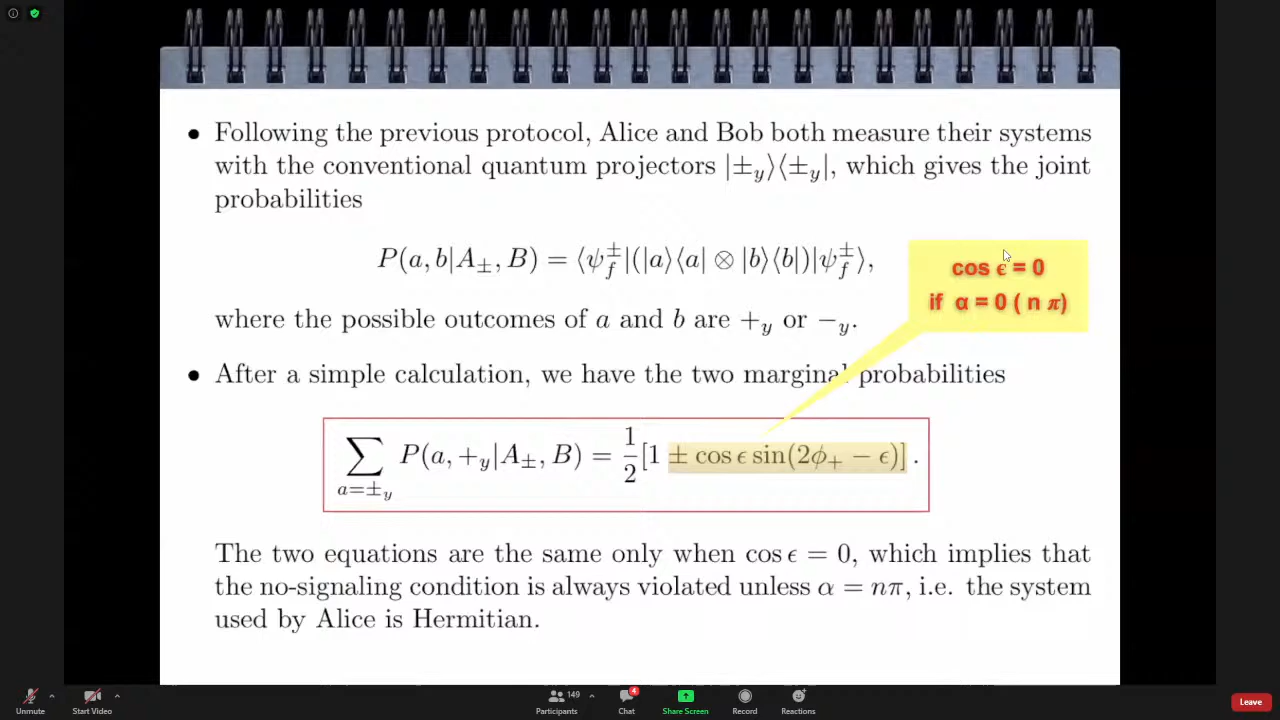 • Following the previous protocol, Alice and Bob both measure their systems
with the conventional quantum projectors |±_y⟩⟨±_y|, which gives the joint
probabilities
P(a, b|A_±, B) = ⟨ψ_f^±|(|a⟩⟨a| ⊗ |b⟩⟨b|)|ψ_f^±⟩,
cos ϵ = 0
if α = 0 ( n π)
where the possible outcomes of a and b are +_y or −_y.
• After a simple calculation, we have the two marginal probabilities
∑_{a=±_y} P(a, +_y|A_±, B) = 1/2 [1 ± cos ϵ sin(2ϕ_+ − ϵ)] .
The two equations are the same only when cos ϵ = 0, which implies that
the no-signaling condition is always violated unless α = nπ, i.e. the system
used by Alice is Hermitian.
Unmute
Start Video
149
Participants
4
Chat
Share Screen
Record
Reactions
Leave